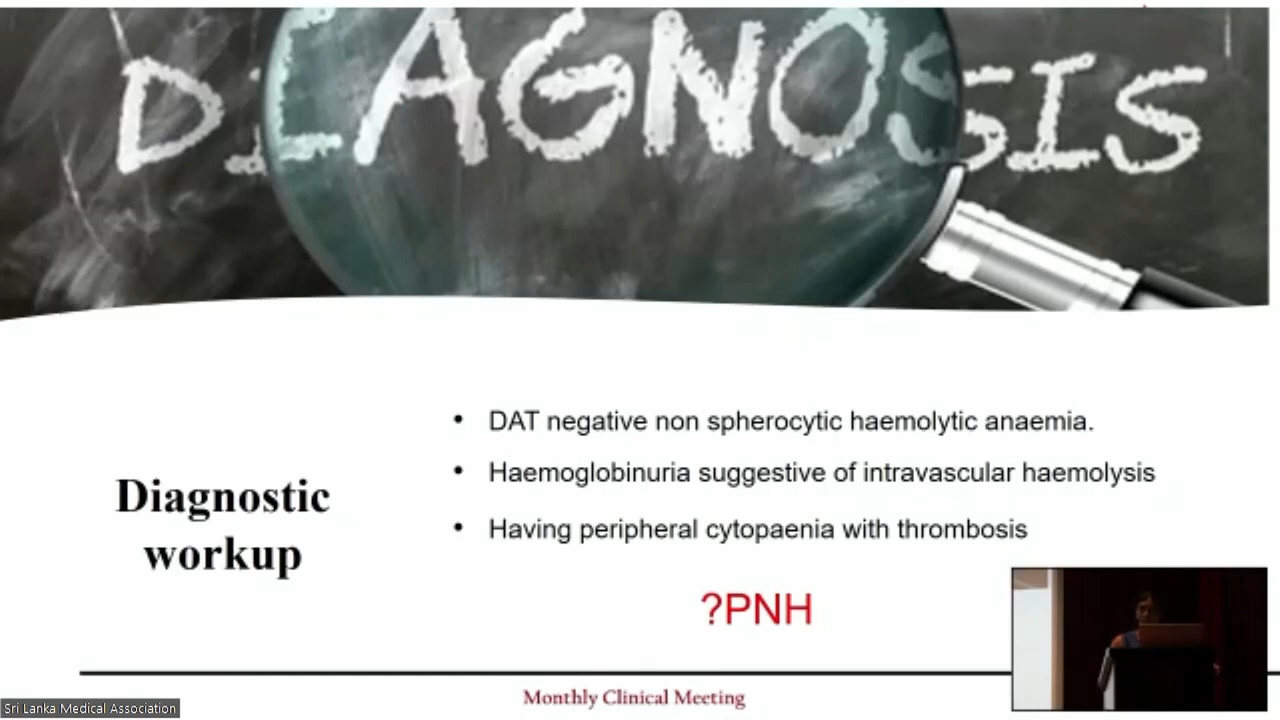 DIAGNOSIS
Diagnostic
workup
• DAT negative non spherocytic haemolytic anaemia.
• Haemoglobinuria suggestive of intravascular haemolysis
• Having peripheral cytopaenia with thrombosis
?PNH
Monthly Clinical Meeting
Sri Lanka Medical Association